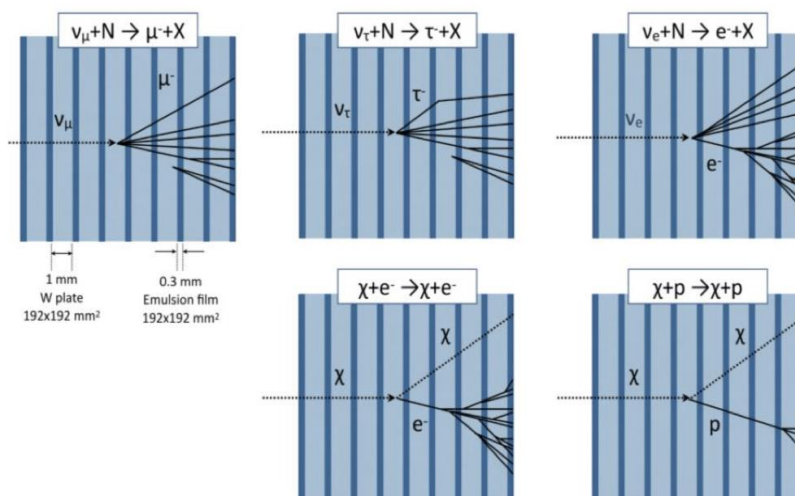 νμ+N → μ-+X
μ-
νμ
1 mm
W plate
192x192 mm²
0.3 mm
Emulsion film
192x192 mm²
ντ+N → τ-+X
τ-
ντ
νe+N → e-+X
νe
e-
χ+e- →χ+e-
χ
χ
e-
χ+p →χ+p
χ
χ
p